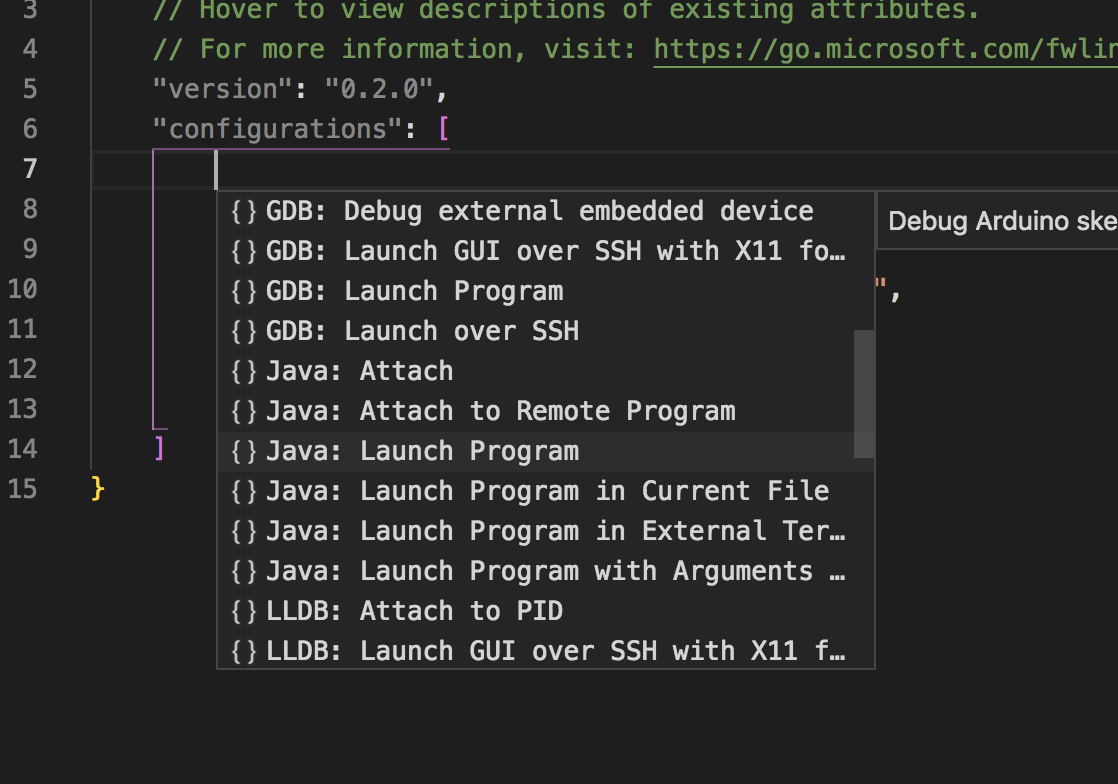 3 // Hover to view descriptions of existing attributes.
4 // For more information, visit: https://go.microsoft.com/fwlin
5 "version": "0.2.0",
6 "configurations": [
7
8 {} GDB: Debug external embedded device Debug Arduino ske
9 {} GDB: Launch GUI over SSH with X11 fo…
10 {} GDB: Launch Program ",
11 {} GDB: Launch over SSH
12 {} Java: Attach
13 {} Java: Attach to Remote Program
14 ] {} Java: Launch Program
15 } {} Java: Launch Program in Current File
{} Java: Launch Program in External Ter…
{} Java: Launch Program with Arguments …
{} LLDB: Attach to PID
{} LLDB: Launch GUI over SSH with X11 f…